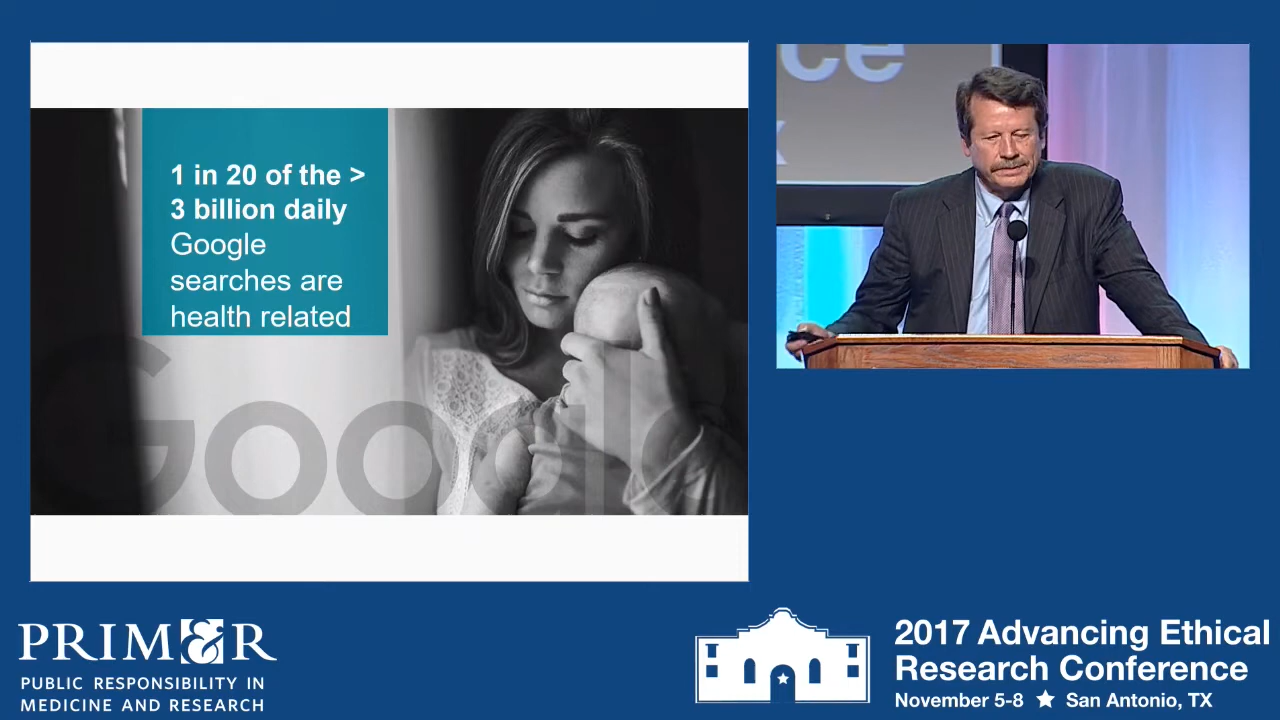 1 in 20 of the >
3 billion daily
Google
searches are
health related
Google
ce
PRIM&R
PUBLIC RESPONSIBILITY IN
MEDICINE AND RESEARCH
2017 Advancing Ethical
Research Conference
November 5-8 ★ San Antonio, TX